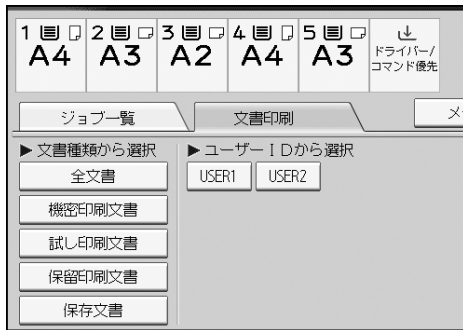 1 2 3 4 5
A4 A3 A2 A4 A3 ドライバー/
コマンド優先
ジョブ一覧 文書印刷
▶ 文書種類から選択 ▶ ユーザーIDから選択
全文書 USER1 USER2
機密印刷文書
試し印刷文書
保留印刷文書
保存文書